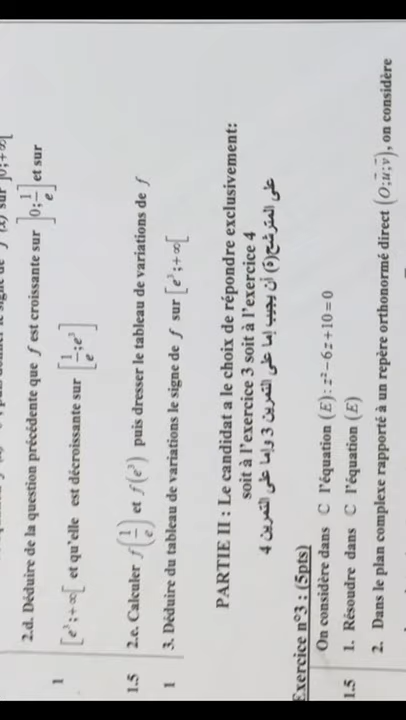 2.d. Déduire de la question précédente que f est croissante sur ]0;1/e] et sur
1 [e³;+∞[ et qu'elle est décroissante sur [1/e;e³]
1.5 2.e. Calculer f(1/e) et f(e³) puis dresser le tableau de variations de f
1 3. Déduire du tableau de variations le signe de f sur [e³;+∞[
PARTIE II : Le candidat a le choix de répondre exclusivement:
soit à l'exercice 3 soit à l'exercice 4
على المترشح(ة) أن يجيب إما على التمرين 3 وإما على التمرين 4
Exercice n°3 : (5pts)
On considère dans C l'équation (E): z²−6z+10=0
1.5 1. Résoudre dans C l'équation (E)
2. Dans le plan complexe rapporté à un repère orthonormé direct (O;u;v), on considère